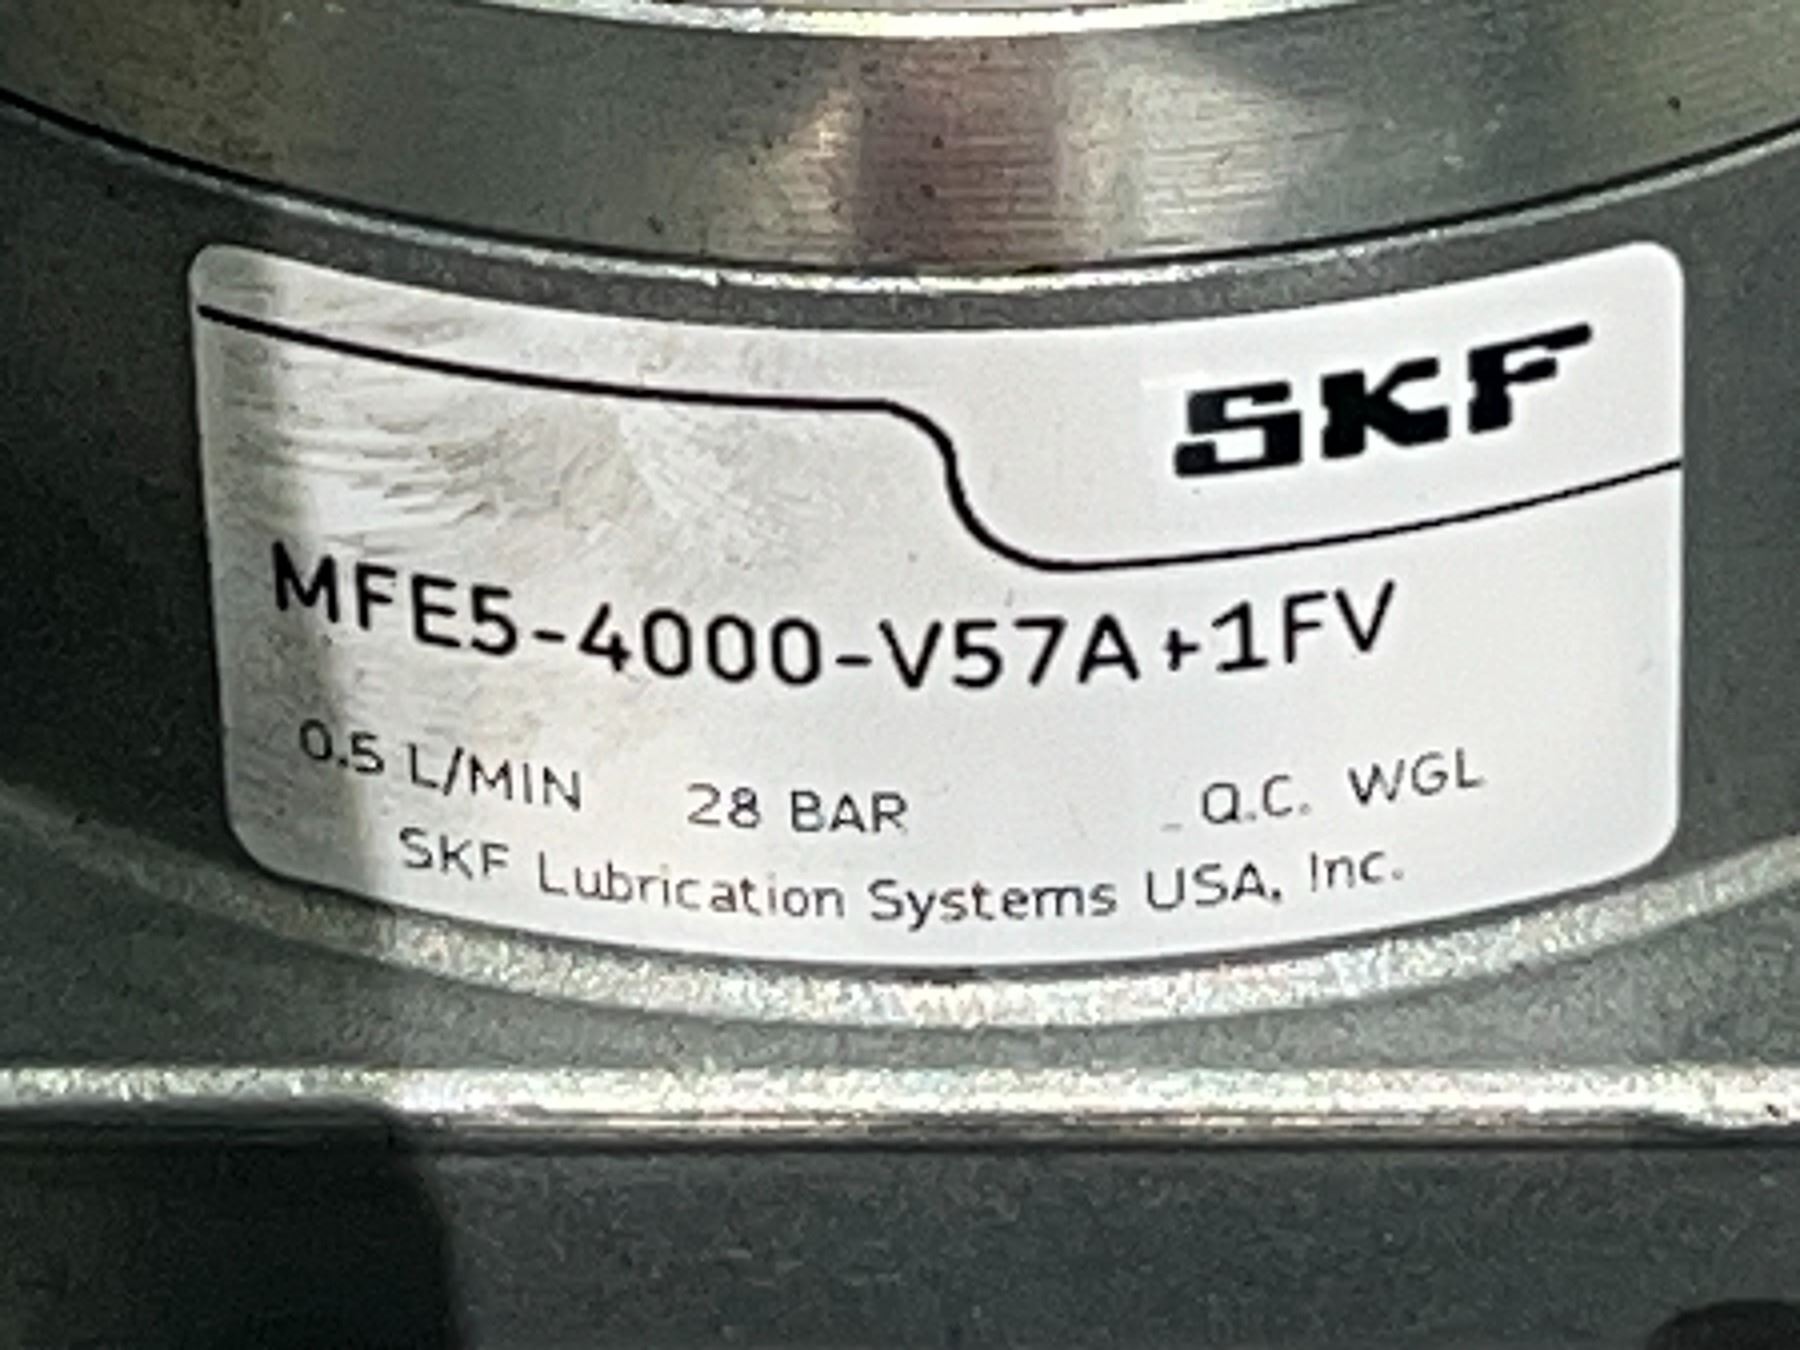 SKF
MFE5-4000-V57A+1FV
0.5 L/MIN 28 BAR Q.C. WGL
SKF Lubrication Systems USA, Inc.